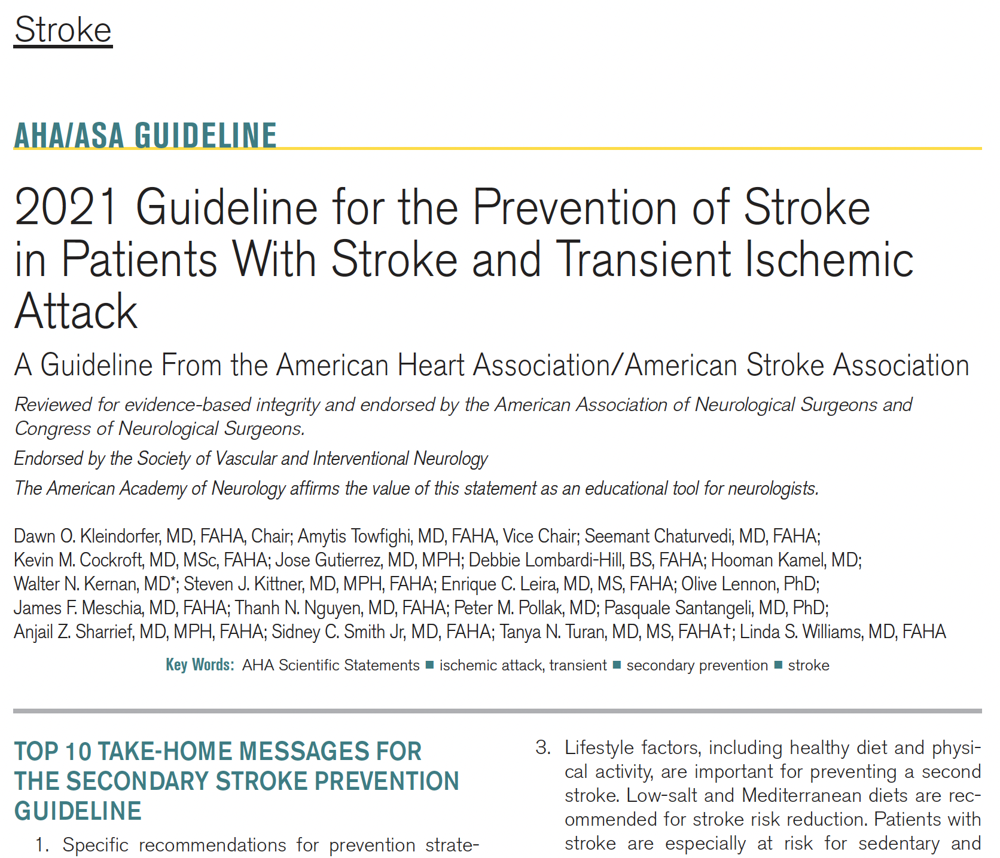 Stroke
AHA/ASA GUIDELINE
2021 Guideline for the Prevention of Stroke
in Patients With Stroke and Transient Ischemic
Attack
A Guideline From the American Heart Association/American Stroke Association
Reviewed for evidence-based integrity and endorsed by the American Association of Neurological Surgeons and
Congress of Neurological Surgeons.
Endorsed by the Society of Vascular and Interventional Neurology
The American Academy of Neurology affirms the value of this statement as an educational tool for neurologists.
Dawn O. Kleindorfer, MD, FAHA, Chair; Amytis Towfighi, MD, FAHA, Vice Chair; Seemant Chaturvedi, MD, FAHA;
Kevin M. Cockroft, MD, MSc, FAHA; Jose Gutierrez, MD, MPH; Debbie Lombardi-Hill, BS, FAHA; Hooman Kamel, MD;
Walter N. Kernan, MD*; Steven J. Kittner, MD, MPH, FAHA; Enrique C. Leira, MD, MS, FAHA; Olive Lennon, PhD;
James F. Meschia, MD, FAHA; Thanh N. Nguyen, MD, FAHA; Peter M. Pollak, MD; Pasquale Santangeli, MD, PhD;
Anjail Z. Sharrief, MD, MPH, FAHA; Sidney C. Smith Jr, MD, FAHA; Tanya N. Turan, MD, MS, FAHA†; Linda S. Williams, MD, FAHA
Key Words: AHA Scientific Statements ■ ischemic attack, transient ■ secondary prevention ■ stroke
TOP 10 TAKE-HOME MESSAGES FOR
THE SECONDARY STROKE PREVENTION
GUIDELINE
1. Specific recommendations for prevention strate-
3. Lifestyle factors, including healthy diet and physi-
cal activity, are important for preventing a second
stroke. Low-salt and Mediterranean diets are rec-
ommended for stroke risk reduction. Patients with
stroke are especially at risk for sedentary and